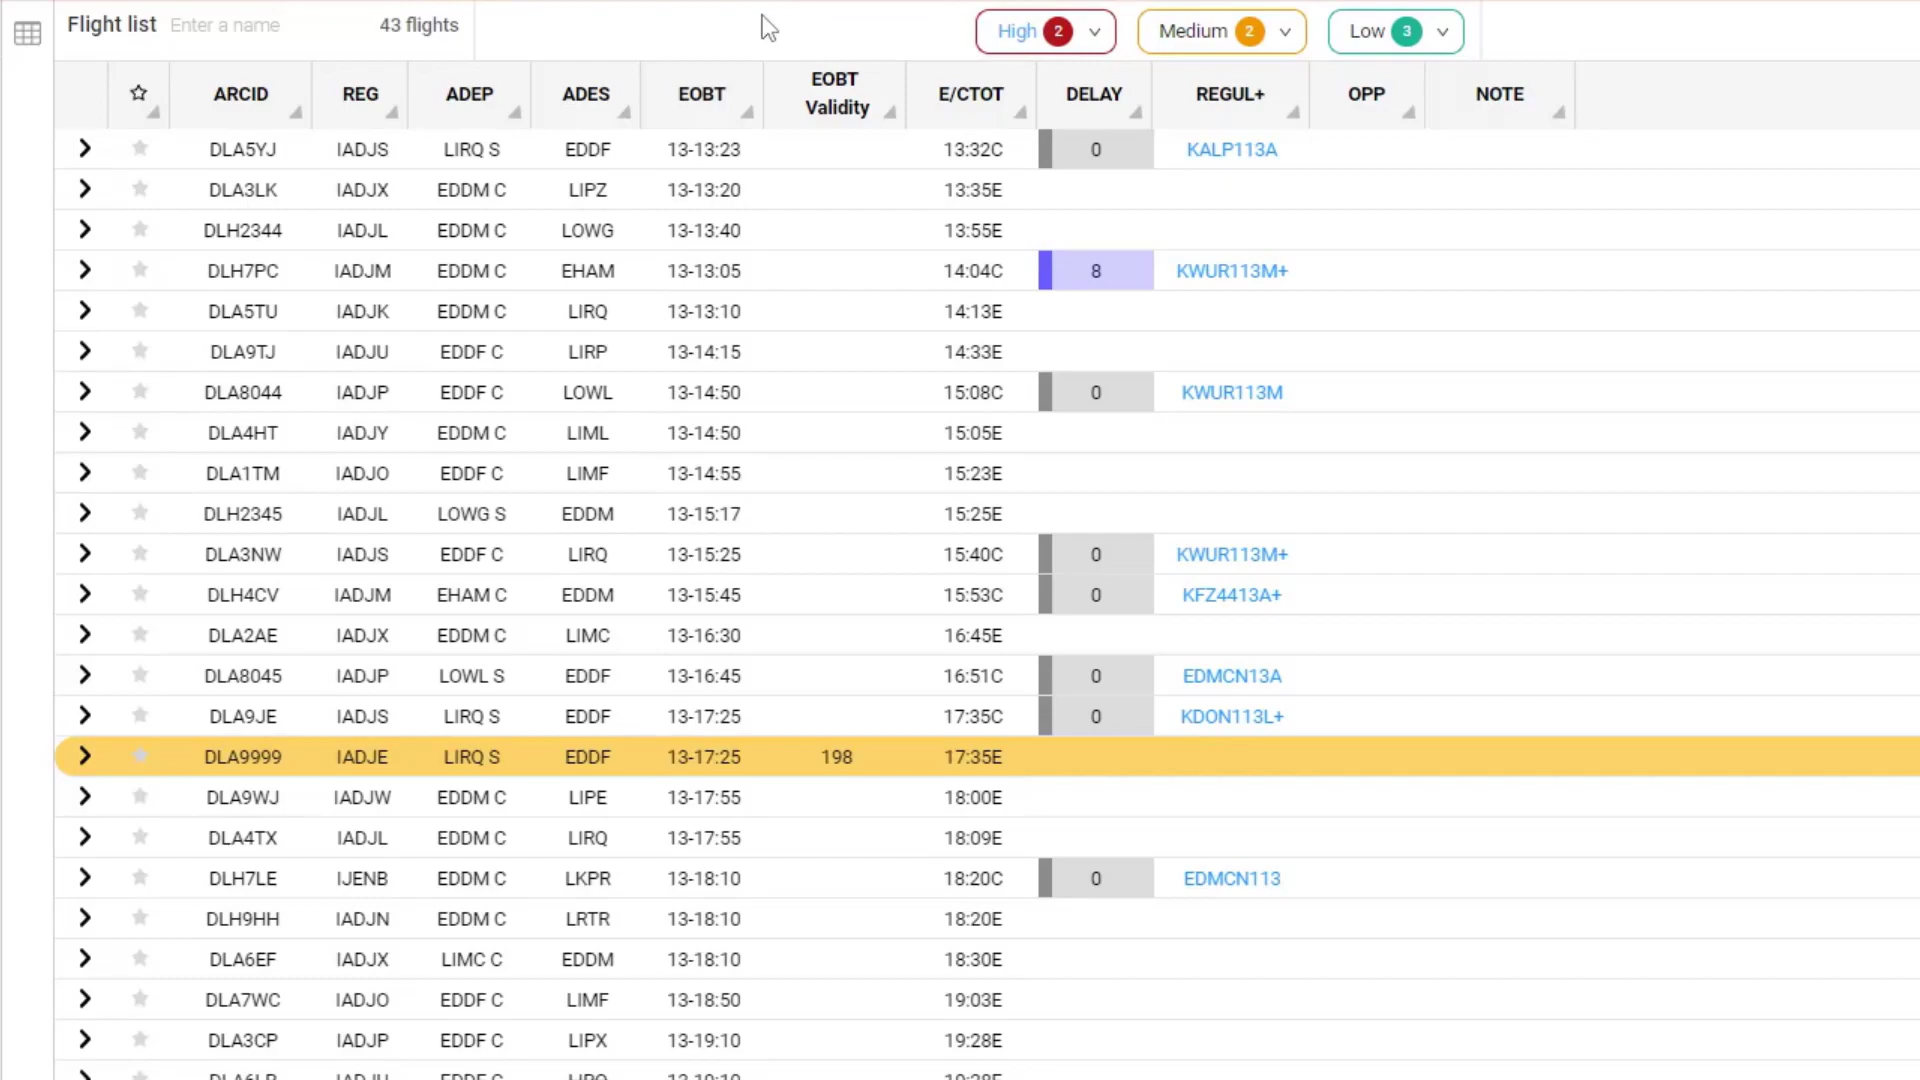 Flight list Enter a name 43 flights High 2 Medium 2 Low 3
ARCID REG ADEP ADES EOBT EOBT Validity E/CTOT DELAY REGUL+ OPP NOTE
DLA5YJ IADJS LIRQ S EDDF 13-13:23 13:32C 0 KALP113A
DLA3LK IADJX EDDM C LIPZ 13-13:20 13:35E
DLH2344 IADJL EDDM C LOWG 13-13:40 13:55E
DLH7PC IADJM EDDM C EHAM 13-13:05 14:04C 8 KWUR113M+
DLA5TU IADJK EDDM C LIRQ 13-13:10 14:13E
DLA9TJ IADJU EDDF C LIRP 13-14:15 14:33E
DLA8044 IADJP EDDF C LOWL 13-14:50 15:08C 0 KWUR113M
DLA4HT IADJY EDDM C LIML 13-14:50 15:05E
DLA1TM IADJO EDDF C LIMF 13-14:55 15:23E
DLH2345 IADJL LOWG S EDDM 13-15:17 15:25E
DLA3NW IADJS EDDF C LIRQ 13-15:25 15:40C 0 KWUR113M+
DLH4CV IADJM EHAM C EDDM 13-15:45 15:53C 0 KFZ4413A+
DLA2AE IADJX EDDM C LIMC 13-16:30 16:45E
DLA8045 IADJP LOWL S EDDF 13-16:45 16:51C 0 EDMCN13A
DLA9JE IADJS LIRQ S EDDF 13-17:25 17:35C 0 KDON113L+
DLA9999 IADJE LIRQ S EDDF 13-17:25 198 17:35E
DLA9WJ IADJW EDDM C LIPE 13-17:55 18:00E
DLA4TX IADJL EDDM C LIRQ 13-17:55 18:09E
DLH7LE IJENB EDDM C LKPR 13-18:10 18:20C 0 EDMCN113
DLH9HH IADJN EDDM C LRTR 13-18:10 18:20E
DLA6EF IADJX LIMC C EDDM 13-18:10 18:30E
DLA7WC IADJO EDDF C LIMF 13-18:50 19:03E
DLA3CP IADJP EDDF C LIPX 13-19:10 19:28E